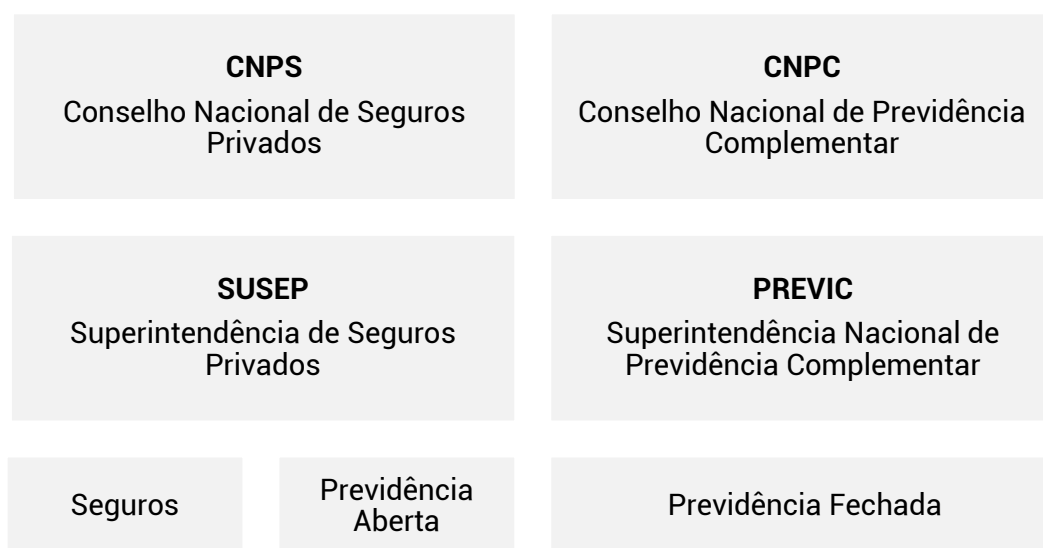 CNPS
Conselho Nacional de Seguros
Privados
CNPC
Conselho Nacional de Previdência
Complementar
SUSEP
Superintendência de Seguros
Privados
PREVIC
Superintendência Nacional de
Previdência Complementar
Seguros
Previdência
Aberta
Previdência Fechada